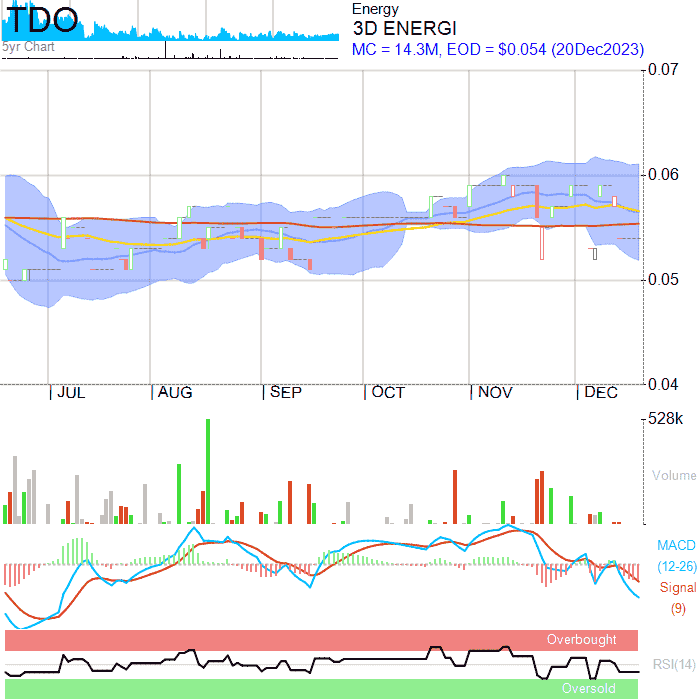 TDO
5yr Chart
Energy
3D ENERGI
MC = 14.3M, EOD = $0.054 (20Dec2023)
0.07
0.06
0.05
0.04
JUL AUG SEP OCT NOV DEC
528k
Volume
MACD
(12-26)
Signal
(9)
Overbought
RSI(14)
Oversold